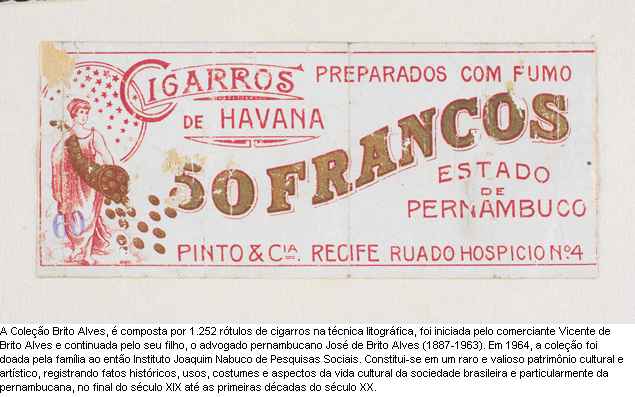 CIGARROS PREPARADOS COM FUMO
DE HAVANA
50 FRANCOS
ESTADO
DE
PERNAMBUCO
60
PINTO & CIA. RECIFE RUA DO HOSPICIO Nº4
A Coleção Brito Alves, é composta por 1.252 rótulos de cigarros na técnica litográfica, foi iniciada pelo comerciante Vicente de
Brito Alves e continuada pelo seu filho, o advogado pernambucano José de Brito Alves (1887-1963). Em 1964, a coleção foi
doada pela família ao então Instituto Joaquim Nabuco de Pesquisas Sociais. Constitui-se em um raro e valioso patrimônio cultural e
artístico, registrando fatos históricos, usos, costumes e aspectos da vida cultural da sociedade brasileira e particularmente da
pernambucana, no final do século XIX até as primeiras décadas do século XX.